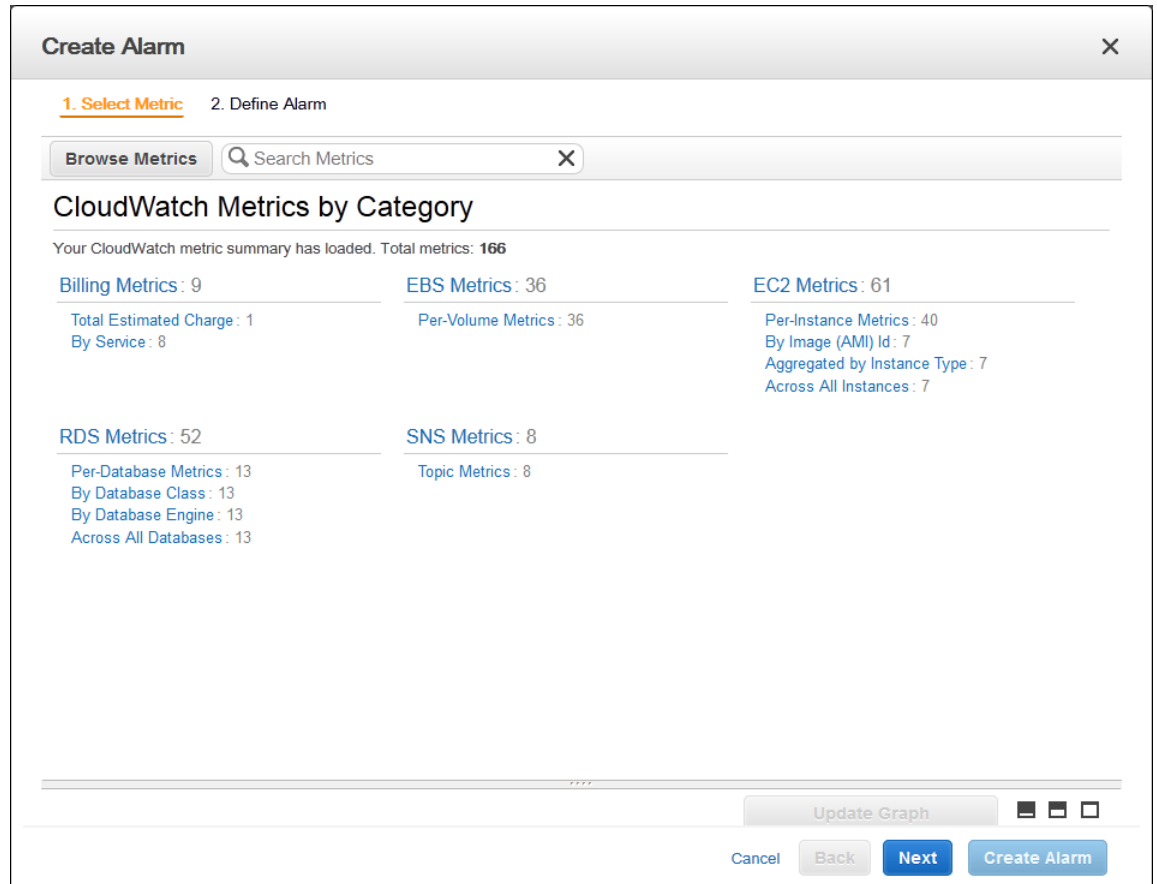 Create Alarm
1. Select Metric 2. Define Alarm
Browse Metrics Search Metrics
CloudWatch Metrics by Category
Your CloudWatch metric summary has loaded. Total metrics: 166
Billing Metrics : 9
Total Estimated Charge : 1
By Service : 8
EBS Metrics : 36
Per-Volume Metrics : 36
EC2 Metrics : 61
Per-Instance Metrics : 40
By Image (AMI) Id : 7
Aggregated by Instance Type : 7
Across All Instances : 7
RDS Metrics : 52
Per-Database Metrics : 13
By Database Class : 13
By Database Engine : 13
Across All Databases : 13
SNS Metrics : 8
Topic Metrics : 8
Update Graph
Cancel Back Next Create Alarm